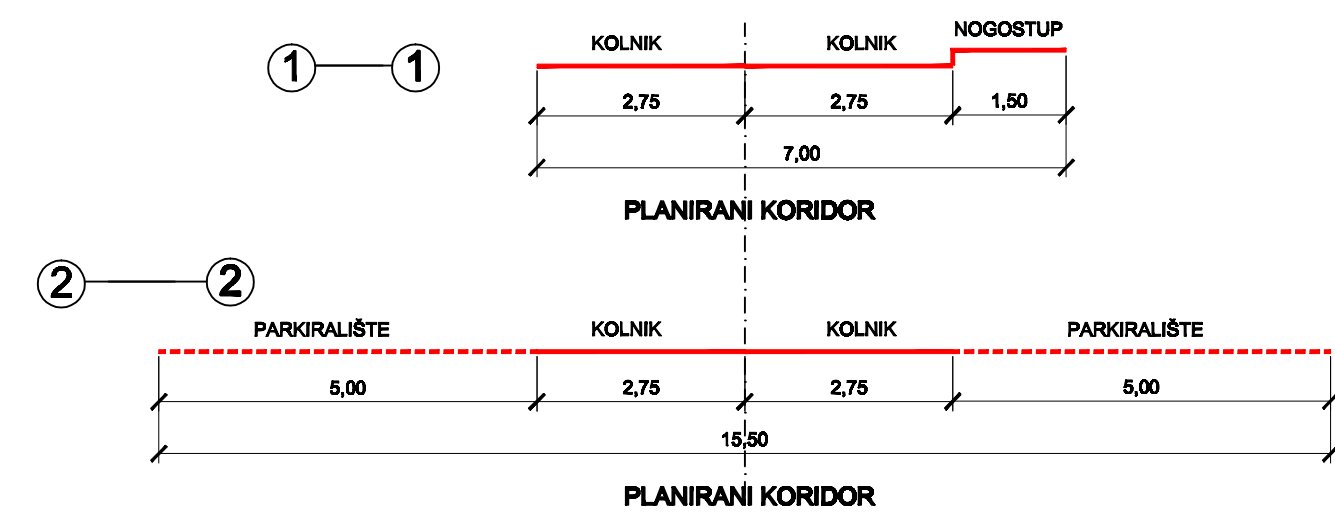 NOGOSTUP
KOLNIK KOLNIK
1 1
2,75 2,75 1,50
7,00
PLANIRANI KORIDOR
2 2
PARKIRALIŠTE KOLNIK KOLNIK PARKIRALIŠTE
5,00 2,75 2,75 5,00
15,50
PLANIRANI KORIDOR